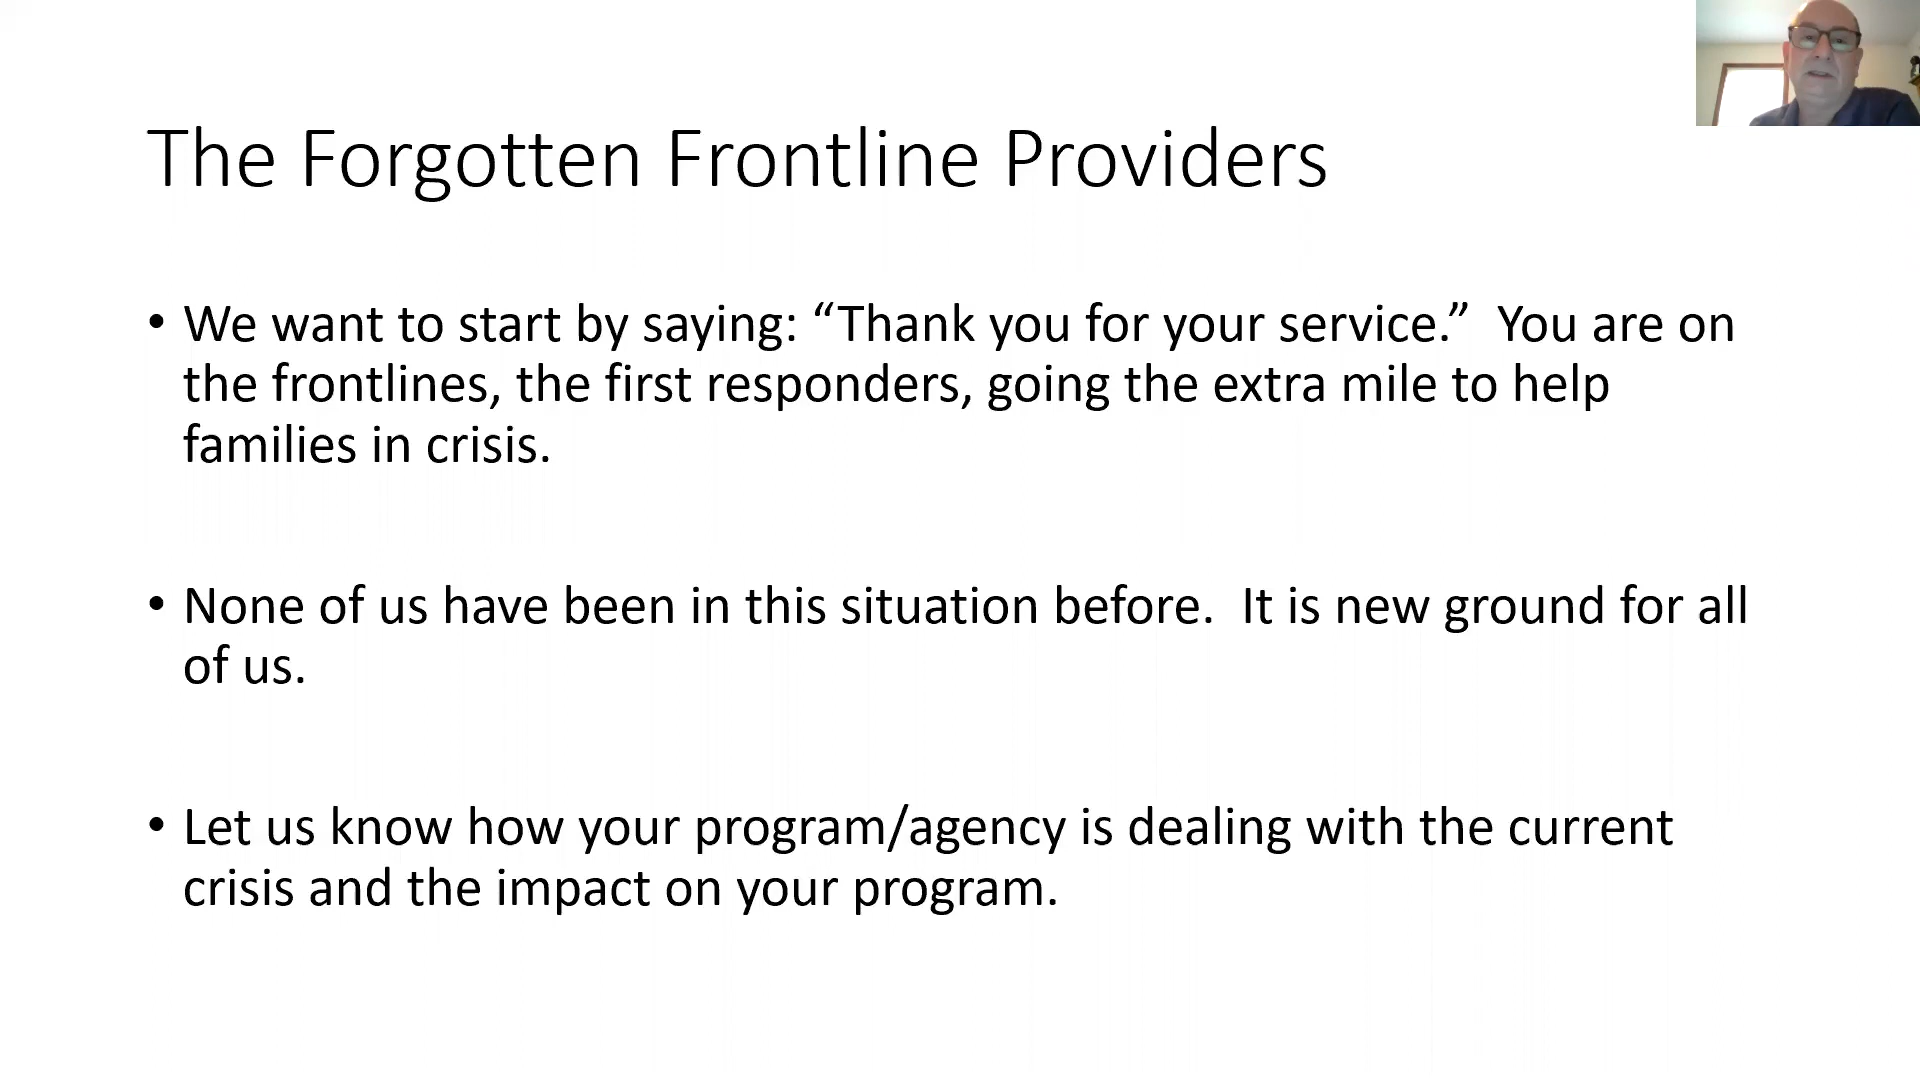 The Forgotten Frontline Providers
• We want to start by saying: “Thank you for your service.”  You are on
the frontlines, the first responders, going the extra mile to help
families in crisis.
• None of us have been in this situation before.  It is new ground for all
of us.
• Let us know how your program/agency is dealing with the current
crisis and the impact on your program.